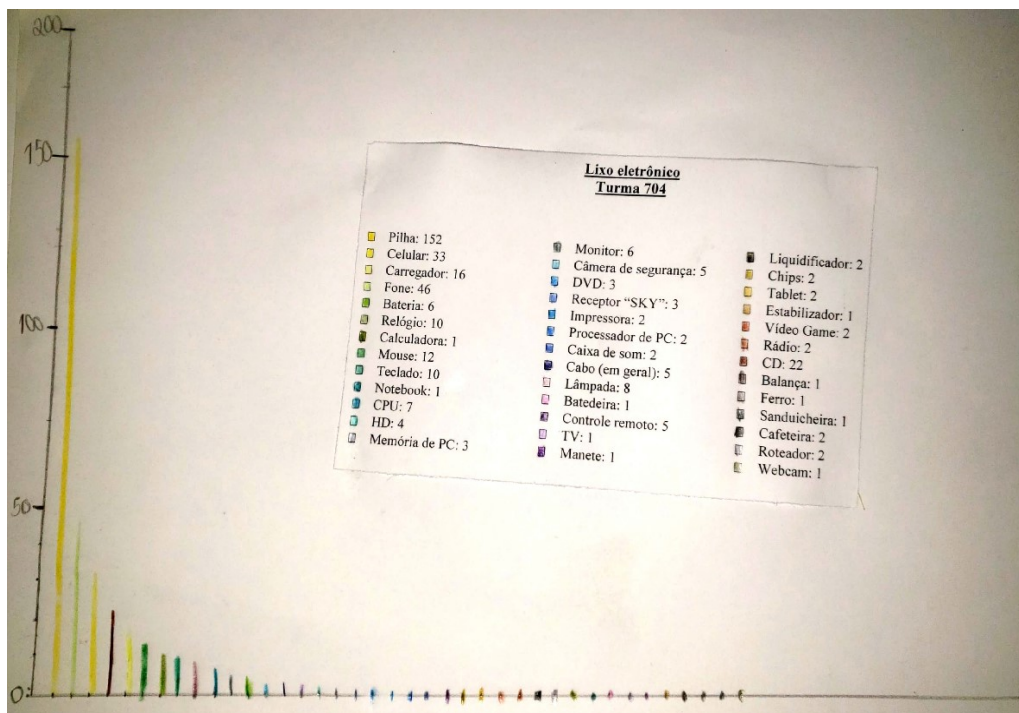 200
150
100
50
0
Lixo eletrônico
Turma 704
Pilha: 152
Celular: 33
Carregador: 16
Fone: 46
Bateria: 6
Relógio: 10
Calculadora: 1
Mouse: 12
Teclado: 10
Notebook: 1
CPU: 7
HD: 4
Memória de PC: 3
Monitor: 6
Câmera de segurança: 5
DVD: 3
Receptor “SKY”: 3
Impressora: 2
Processador de PC: 2
Caixa de som: 2
Cabo (em geral): 5
Lâmpada: 8
Batedeira: 1
Controle remoto: 5
TV: 1
Manete: 1
Liquidificador: 2
Chips: 2
Tablet: 2
Estabilizador: 1
Vídeo Game: 2
Rádio: 2
CD: 22
Balança: 1
Ferro: 1
Sanduicheira: 1
Cafeteira: 2
Roteador: 2
Webcam: 1